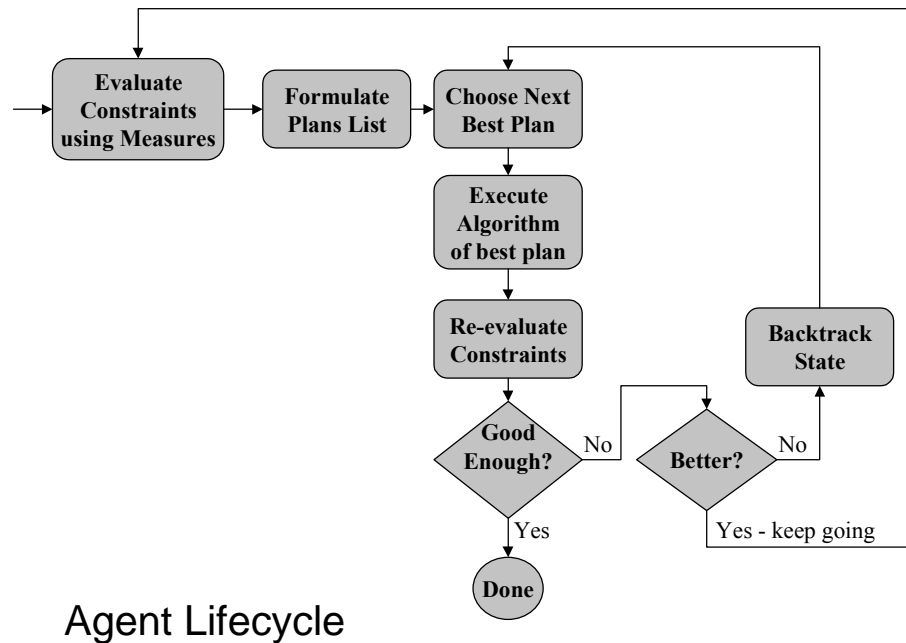 Evaluate
Constraints
using Measures
Formulate
Plans List
Choose Next
Best Plan
Execute
Algorithm
of best plan
Re-evaluate
Constraints
Backtrack
State
Good
Enough?
No
Better?
No
Yes
Yes - keep going
Done
Agent Lifecycle